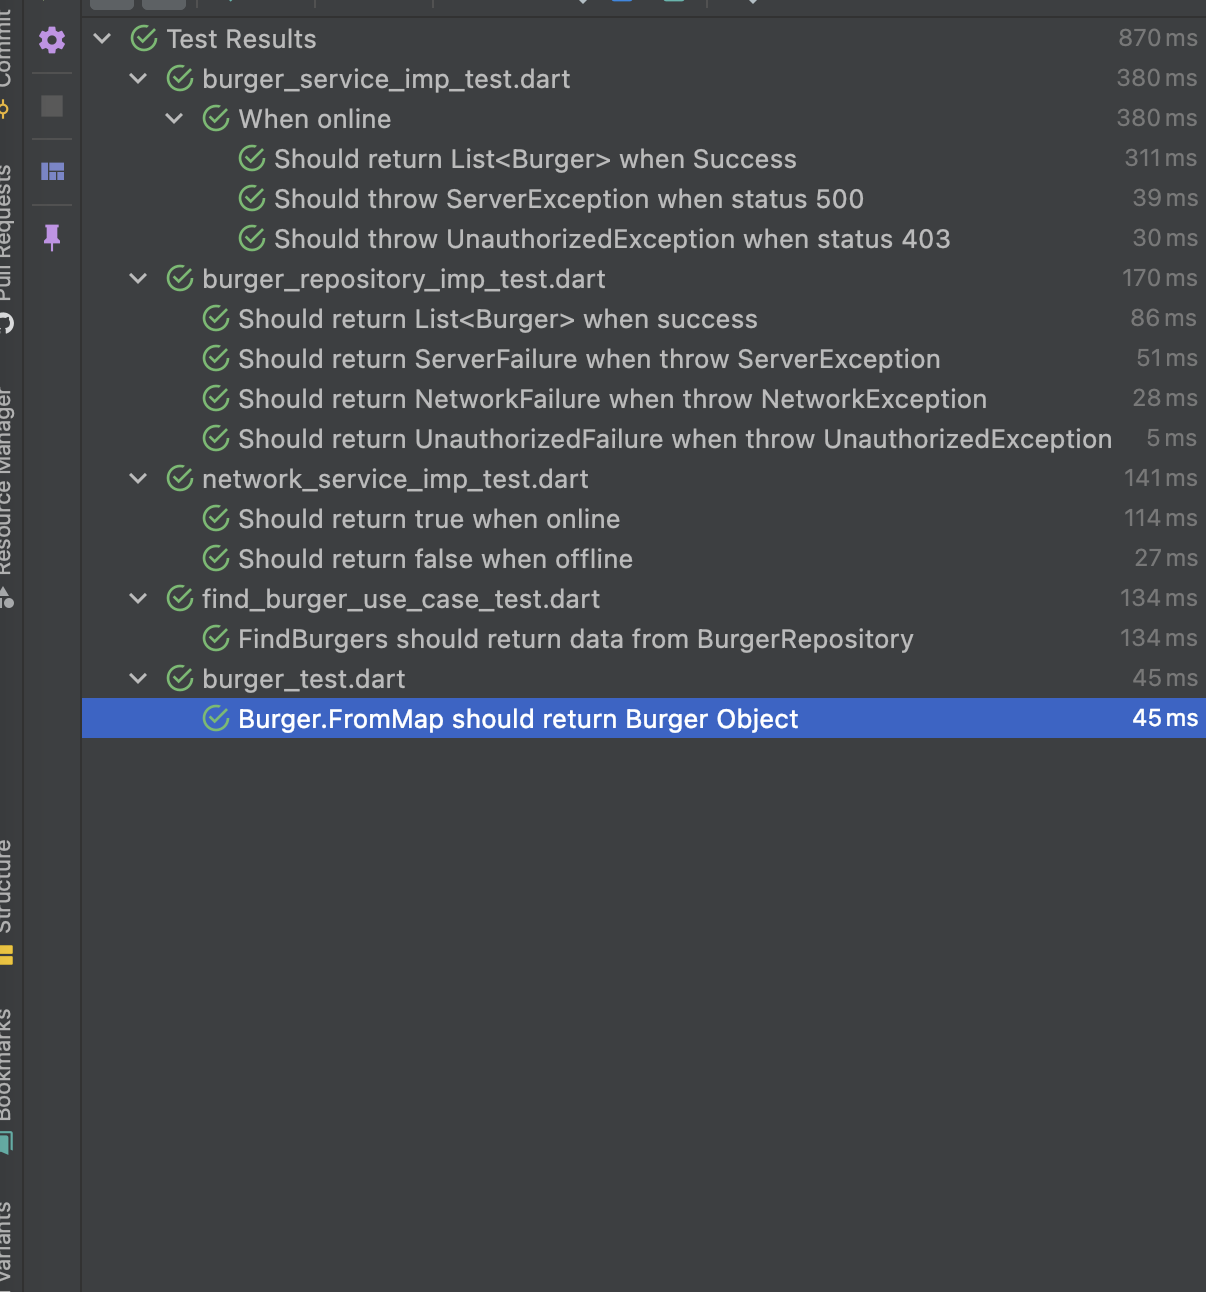 Test Results 870 ms
burger_service_imp_test.dart 380 ms
When online 380 ms
Should return List<Burger> when Success 311 ms
Should throw ServerException when status 500 39 ms
Should throw UnauthorizedException when status 403 30 ms
burger_repository_imp_test.dart 170 ms
Should return List<Burger> when success 86 ms
Should return ServerFailure when throw ServerException 51 ms
Should return NetworkFailure when throw NetworkException 28 ms
Should return UnauthorizedFailure when throw UnauthorizedException 5 ms
network_service_imp_test.dart 141 ms
Should return true when online 114 ms
Should return false when offline 27 ms
find_burger_use_case_test.dart 134 ms
FindBurgers should return data from BurgerRepository 134 ms
burger_test.dart 45 ms
Burger.FromMap should return Burger Object 45 ms
Commit
Pull Requests
Resource Manager
Structure
Bookmarks
Variants